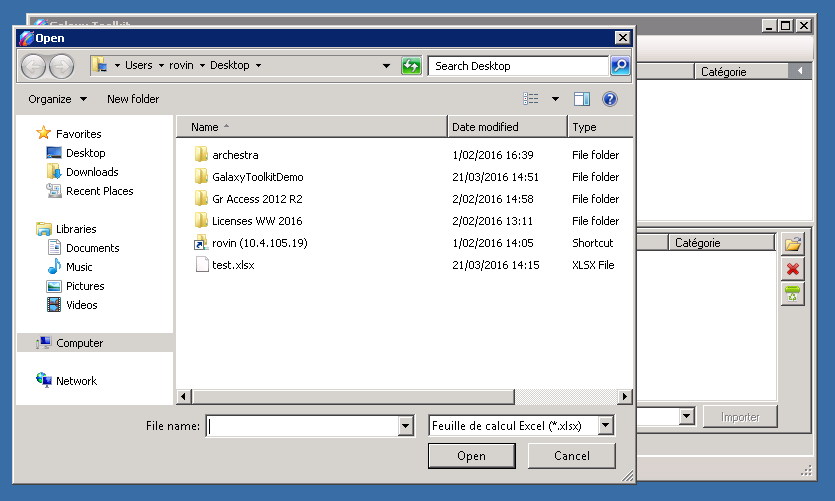 Galaxy Toolkit
Open
Users rovin Desktop
Search Desktop
Organize New folder
Favorites
Desktop
Downloads
Recent Places
Libraries
Documents
Music
Pictures
Videos
Computer
Network
Name Date modified Type
archestra 1/02/2016 16:39 File folder
GalaxyToolkitDemo 21/03/2016 14:51 File folder
Gr Access 2012 R2 2/02/2016 14:58 File folder
Licenses WW 2016 2/02/2016 13:11 File folder
rovin (10.4.105.19) 1/02/2016 14:05 Shortcut
test.xlsx 21/03/2016 14:15 XLSX File
File name: Feuille de calcul Excel (*.xlsx)
Open Cancel
Catégorie
Catégorie
Importer